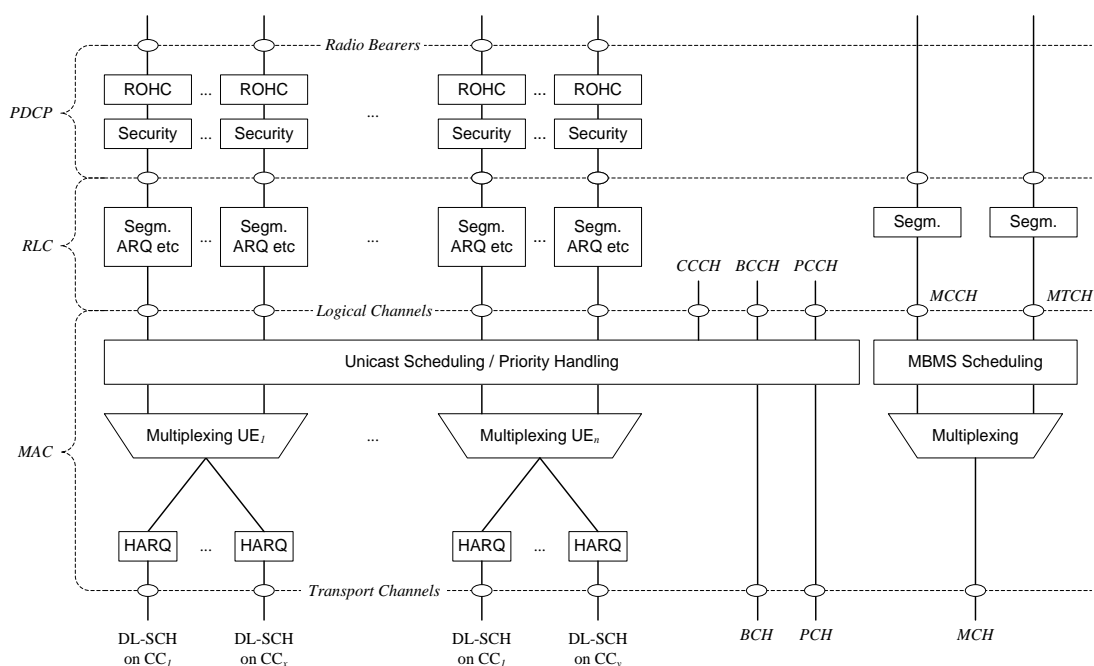 Radio Bearers
ROHC ... ROHC ROHC ... ROHC
PDCP ...
Security ... Security Security ... Security
Segm. Segm.
Segm. ARQ etc ... Segm. ARQ etc ... Segm. ARQ etc ... Segm. ARQ etc
RLC
CCCH BCCH PCCH
MCCH MTCH
Logical Channels
Unicast Scheduling / Priority Handling MBMS Scheduling
Multiplexing UE1 ... Multiplexing UEn Multiplexing
MAC
HARQ ... HARQ HARQ ... HARQ
Transport Channels
DL-SCH on CC1 DL-SCH on CCx DL-SCH on CC1 DL-SCH on CCy BCH PCH MCH